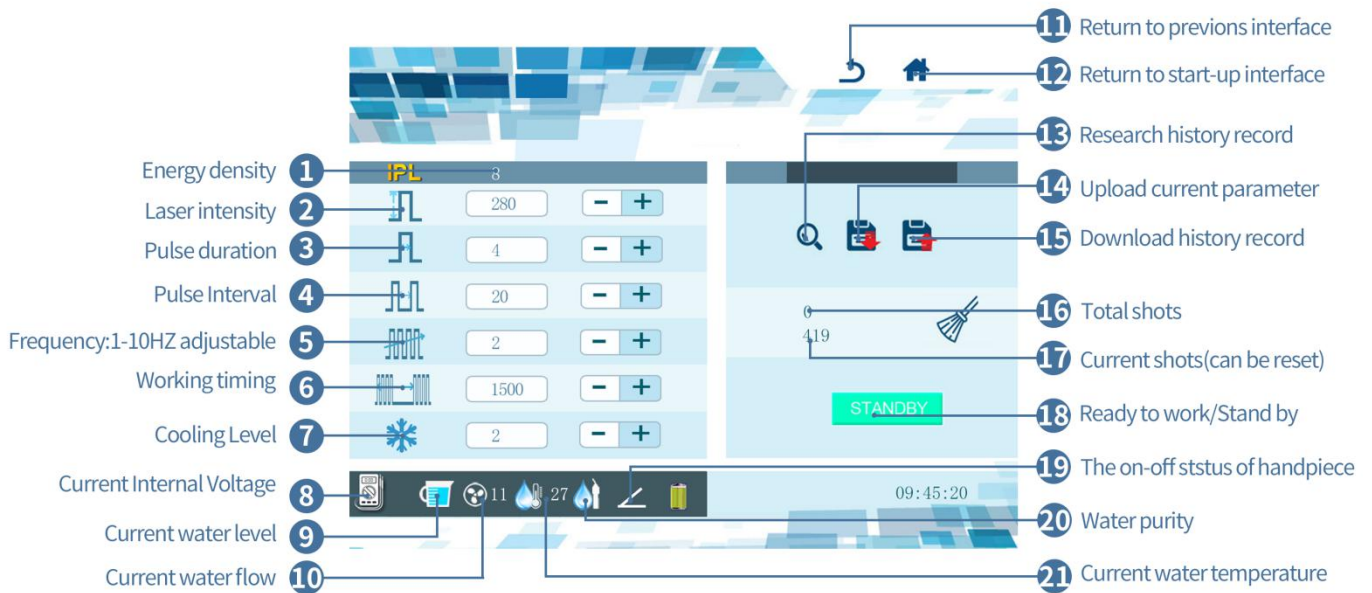 11 Return to previons interface
12 Return to start-up interface
13 Research history record
Energy density 1 IPL 3
14 Upload current parameter
Laser intensity 2 280 - +
15 Download history record
Pulse duration 3 4 - +
Pulse Interval 4 20 - +
0 16 Total shots
Frequency:1-10HZ adjustable 5 2 - +
419 17 Current shots(can be reset)
Working timing 6 1500 - +
STANDBY 18 Ready to work/Stand by
Cooling Level 7 2 - +
19 The on-off ststus of handpiece
Current Internal Voltage 8 11 27 09:45:20
20 Water purity
Current water level 9
Current water flow 10
21 Current water temperature